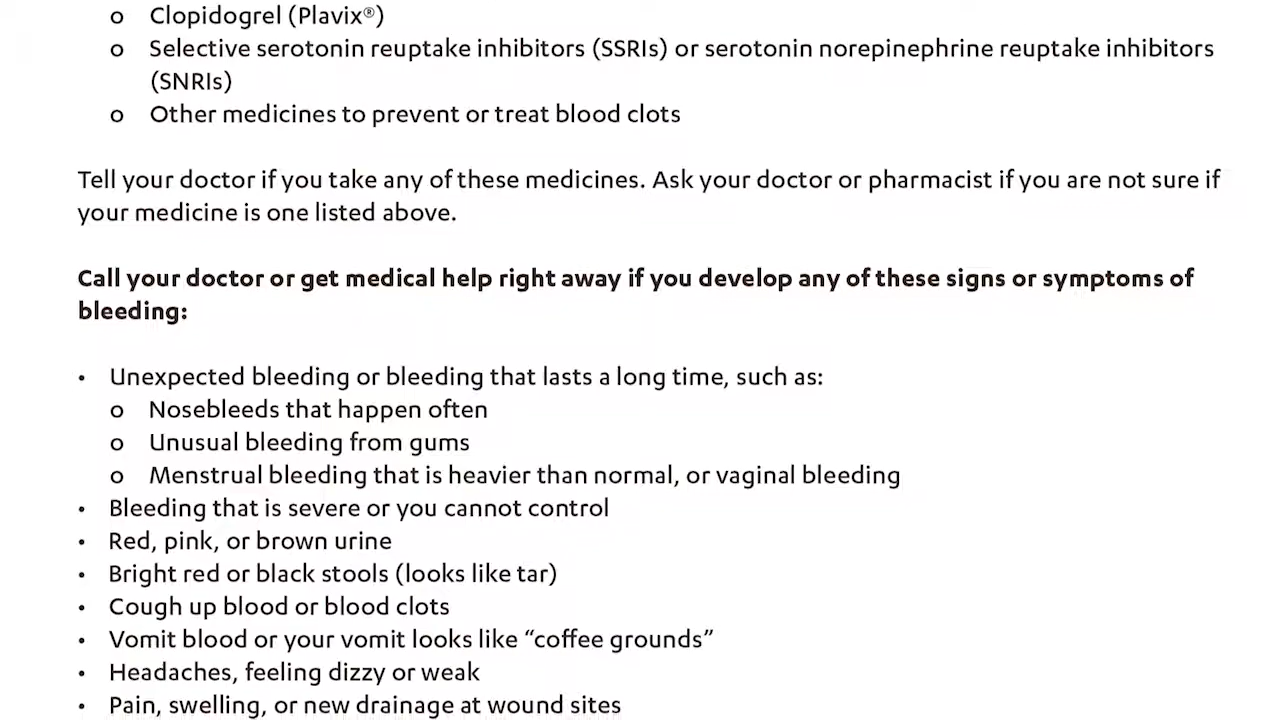 o Clopidogrel (Plavix®)
o Selective serotonin reuptake inhibitors (SSRIs) or serotonin norepinephrine reuptake inhibitors
(SNRIs)
o Other medicines to prevent or treat blood clots
Tell your doctor if you take any of these medicines. Ask your doctor or pharmacist if you are not sure if
your medicine is one listed above.
Call your doctor or get medical help right away if you develop any of these signs or symptoms of
bleeding:
• Unexpected bleeding or bleeding that lasts a long time, such as:
o Nosebleeds that happen often
o Unusual bleeding from gums
o Menstrual bleeding that is heavier than normal, or vaginal bleeding
• Bleeding that is severe or you cannot control
• Red, pink, or brown urine
• Bright red or black stools (looks like tar)
• Cough up blood or blood clots
• Vomit blood or your vomit looks like “coffee grounds”
• Headaches, feeling dizzy or weak
• Pain, swelling, or new drainage at wound sites